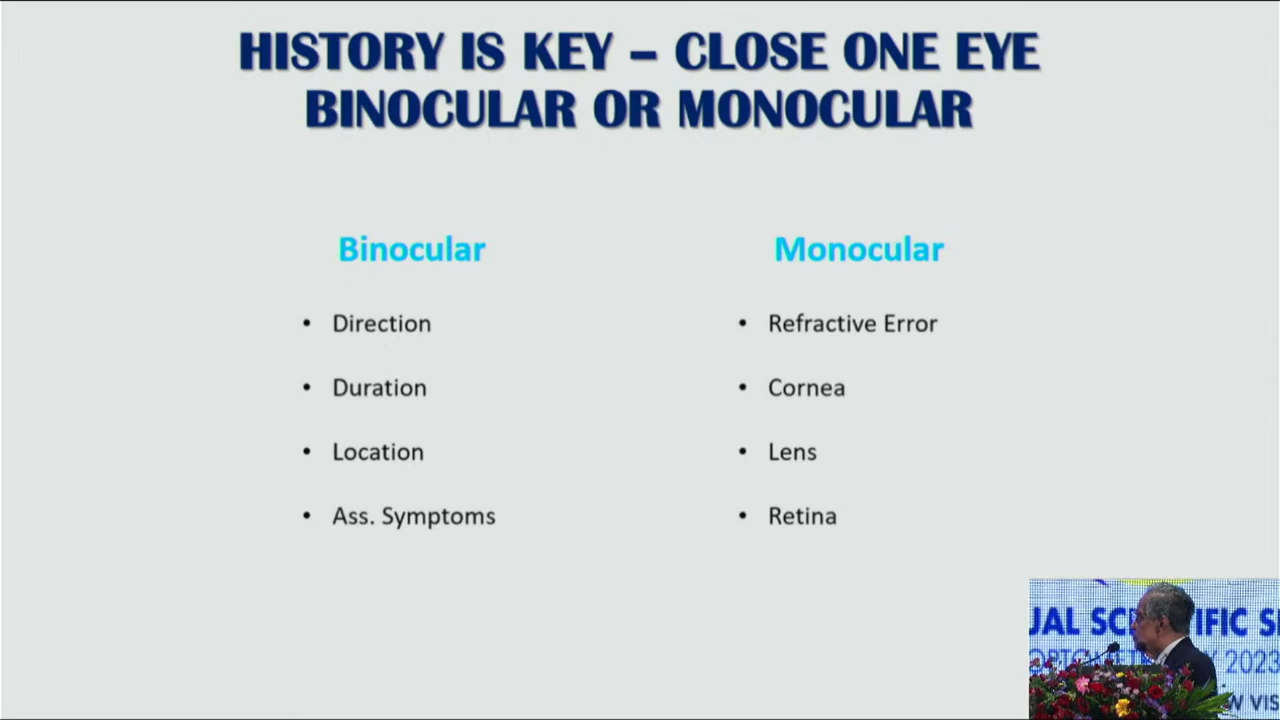 HISTORY IS KEY – CLOSE ONE EYE
BINOCULAR OR MONOCULAR
Binocular
• Direction
• Duration
• Location
• Ass. Symptoms
Monocular
• Refractive Error
• Cornea
• Lens
• Retina
2023